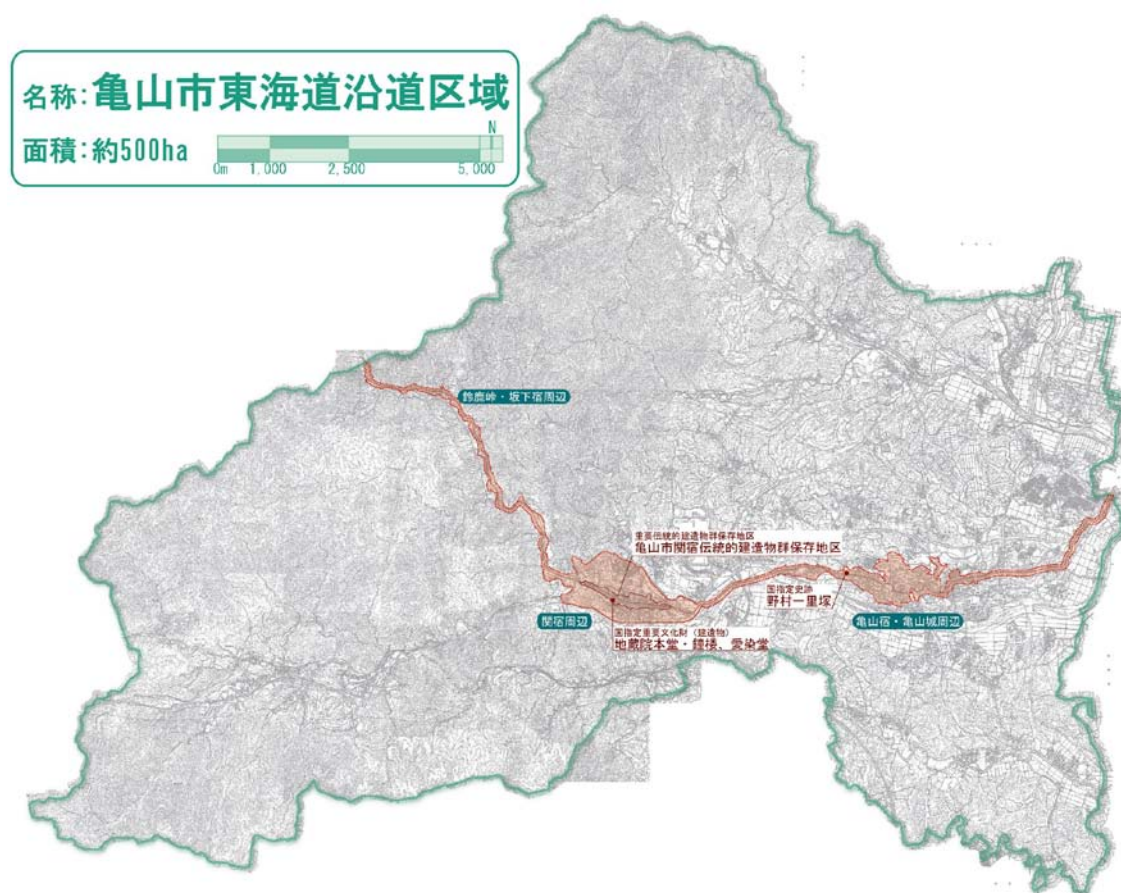 名称:亀山市東海道沿道区域
面積:約500ha
N
0m 1,000 2,500 5,000
鈴鹿峠・坂下宿周辺
重要伝統的建造物群保存地区
亀山市関宿伝統的建造物群保存地区
国指定史跡
野村一里塚
関宿周辺
亀山宿・亀山城周辺
国指定重要文化財(建造物)
地蔵院本堂・鐘楼、愛染堂